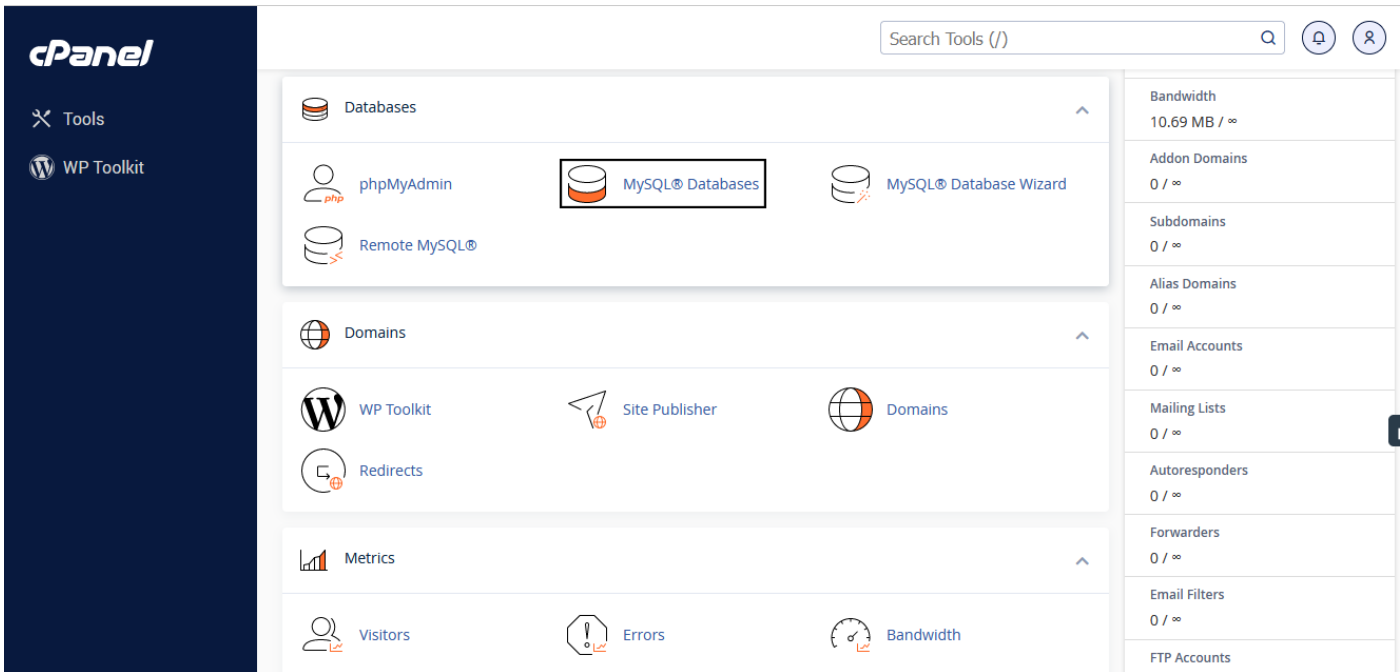 cPanel
Search Tools (/)
Tools
WP Toolkit
Databases
phpMyAdmin
php
MySQL® Databases
MySQL® Database Wizard
Remote MySQL®
Domains
WP Toolkit
Site Publisher
Domains
Redirects
Metrics
Visitors
Errors
Bandwidth
Bandwidth
10.69 MB / ∞
Addon Domains
0 / ∞
Subdomains
0 / ∞
Alias Domains
0 / ∞
Email Accounts
0 / ∞
Mailing Lists
0 / ∞
Autoresponders
0 / ∞
Forwarders
0 / ∞
Email Filters
0 / ∞
FTP Accounts